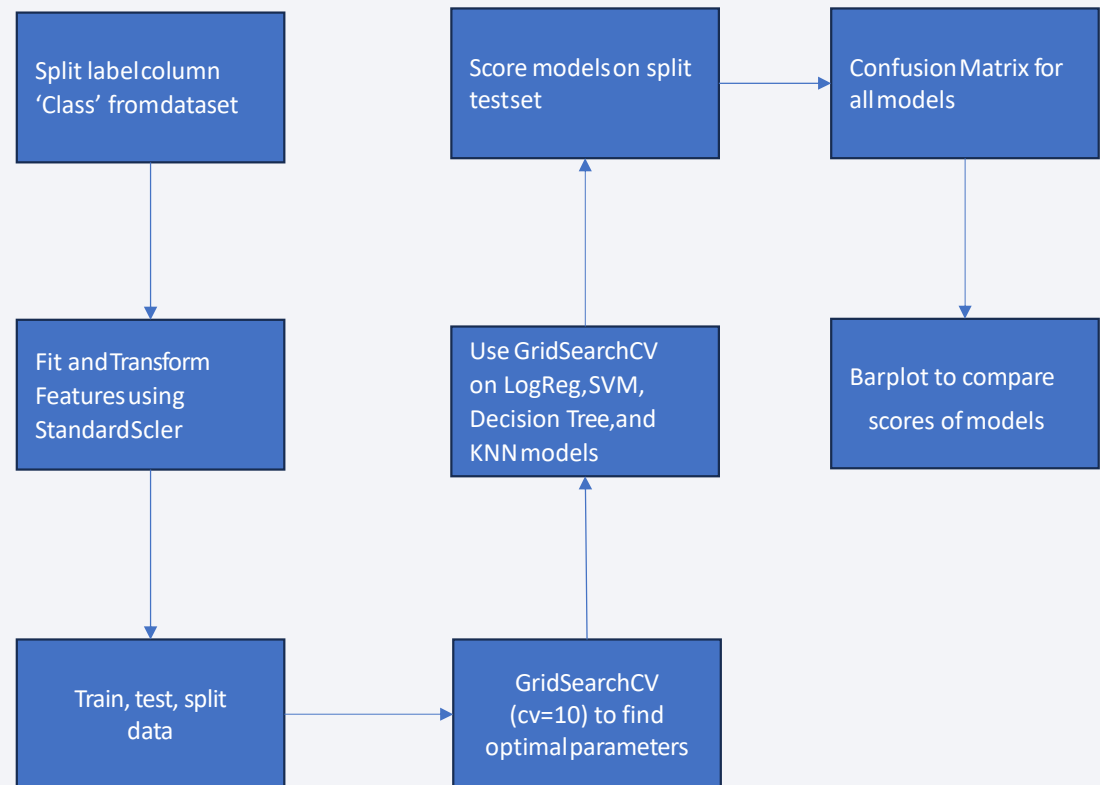 Split label column
‘Class’ from dataset
Fit and Transform
Features using
StandardScler
Train, test, split
data
GridSearchCV
(cv=10) to find
optimal parameters
Use GridSearchCV
on LogReg, SVM,
Decision Tree, and
KNN models
Score models on split
test set
Confusion Matrix for
all models
Barplot to compare
scores of models